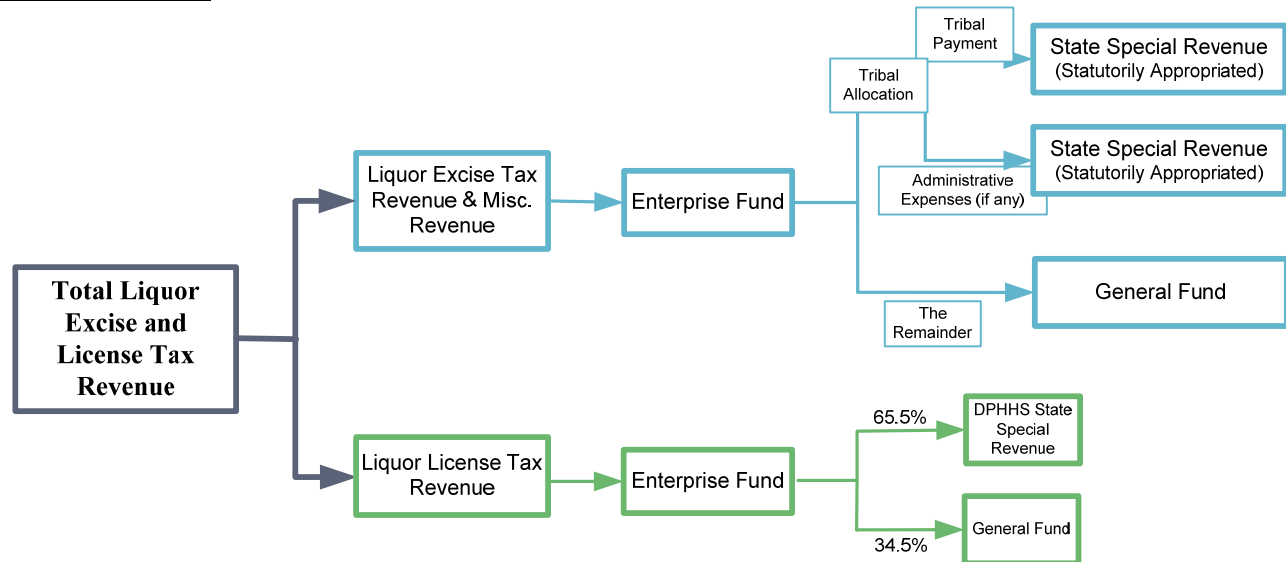 Total Liquor
Excise and
License Tax
Revenue
Liquor Excise Tax
Revenue & Misc.
Revenue
Enterprise Fund
Tribal
Allocation
Tribal
Payment
State Special Revenue
(Statutorily Appropriated)
Administrative
Expenses (if any)
State Special Revenue
(Statutorily Appropriated)
The
Remainder
General Fund
Liquor License Tax
Revenue
Enterprise Fund
65.5%
DPHHS State
Special
Revenue
34.5%
General Fund